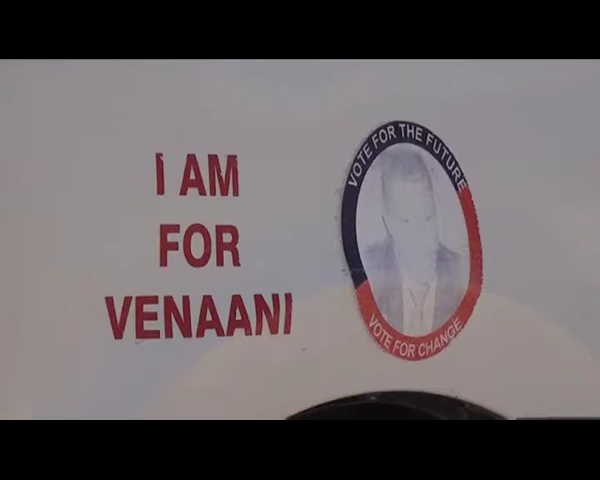 I AM
FOR
VENAANI
VOTE FOR THE FUTURE
VOTE FOR CHANGE